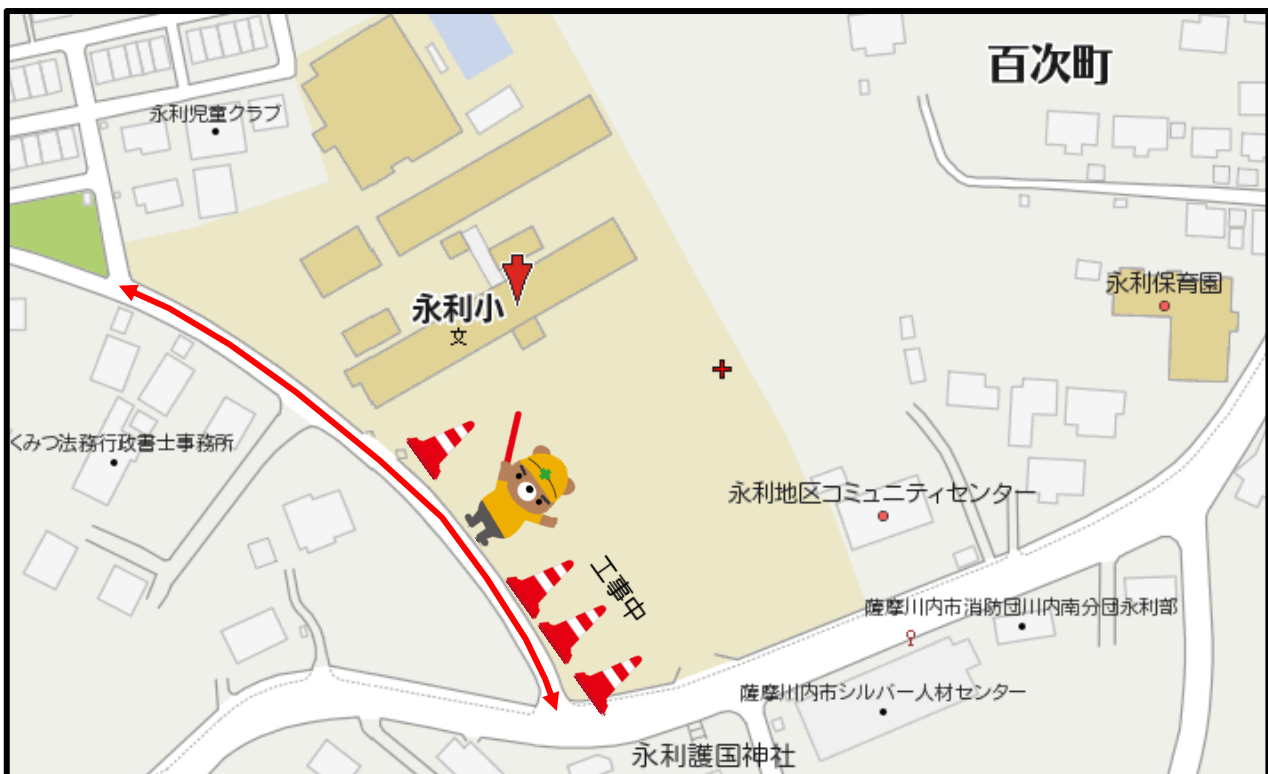 百次町
永利児童クラブ
永利保育園
永利小
文
くみつ法務行政書士事務所
永利地区コミュニティセンター
工事中
薩摩川内市消防団川内南分団永利部
薩摩川内市シルバー人材センター
永利護国神社